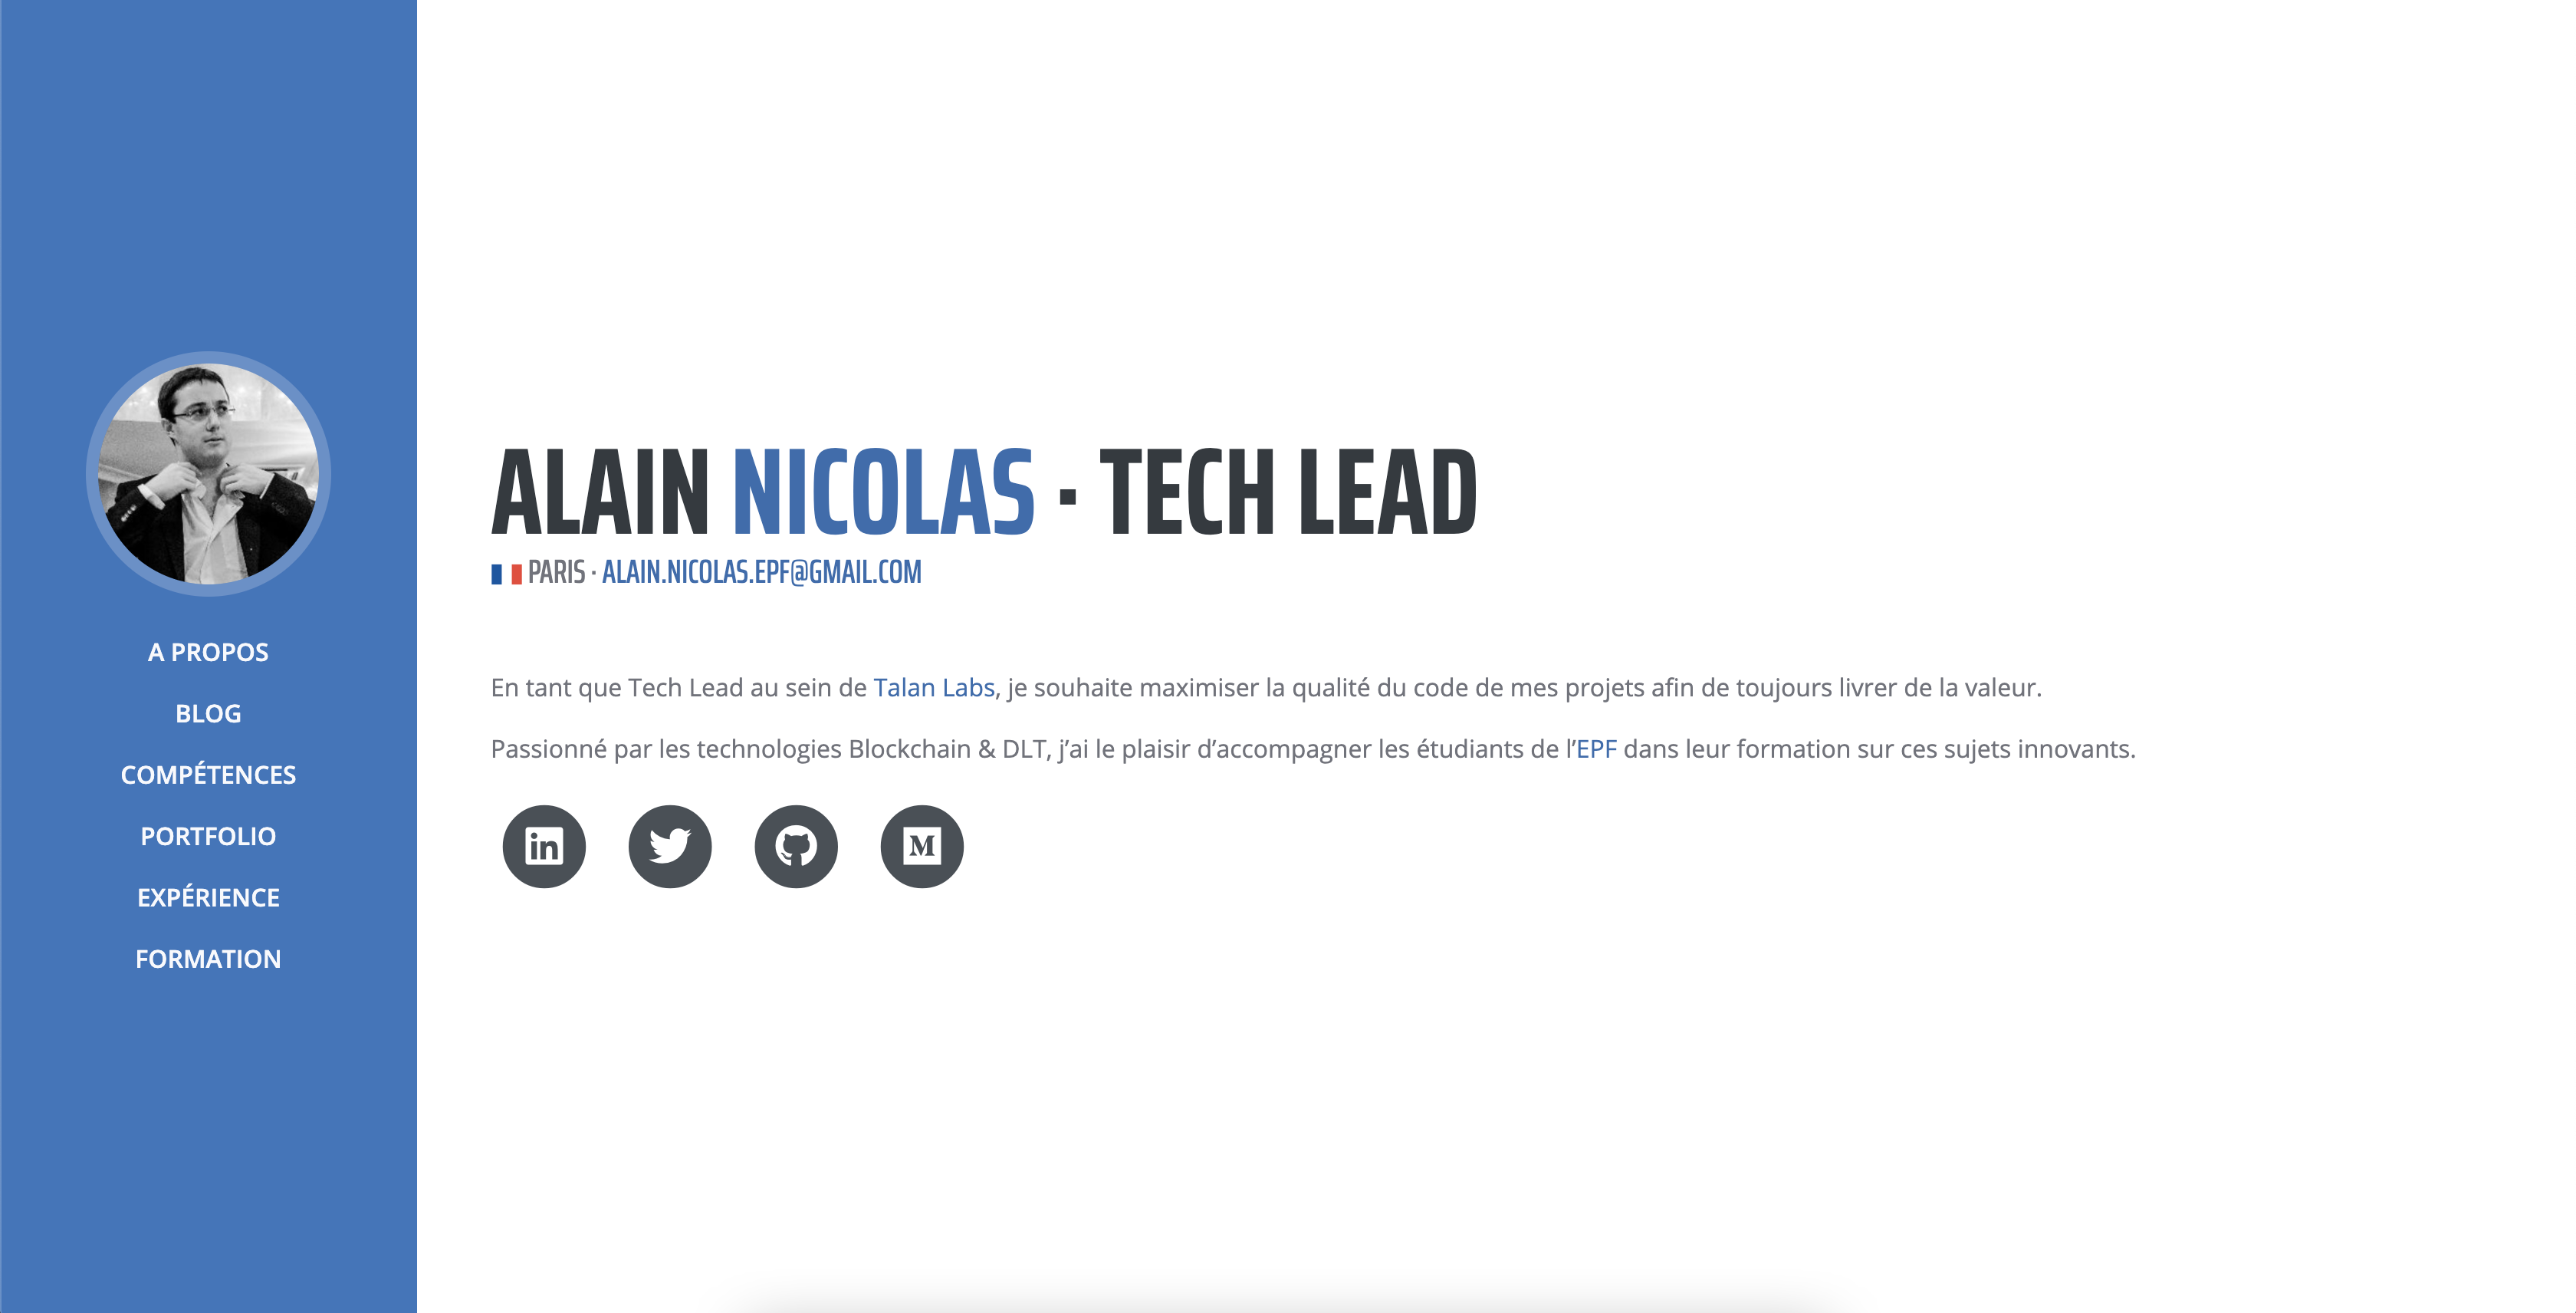 A PROPOS
BLOG
COMPÉTENCES
PORTFOLIO
EXPÉRIENCE
FORMATION
ALAIN NICOLAS · TECH LEAD
PARIS · ALAIN.NICOLAS.EPF@GMAIL.COM
En tant que Tech Lead au sein de Talan Labs, je souhaite maximiser la qualité du code de mes projets afin de toujours livrer de la valeur.
Passionné par les technologies Blockchain & DLT, j’ai le plaisir d’accompagner les étudiants de l’EPF dans leur formation sur ces sujets innovants.
in
M